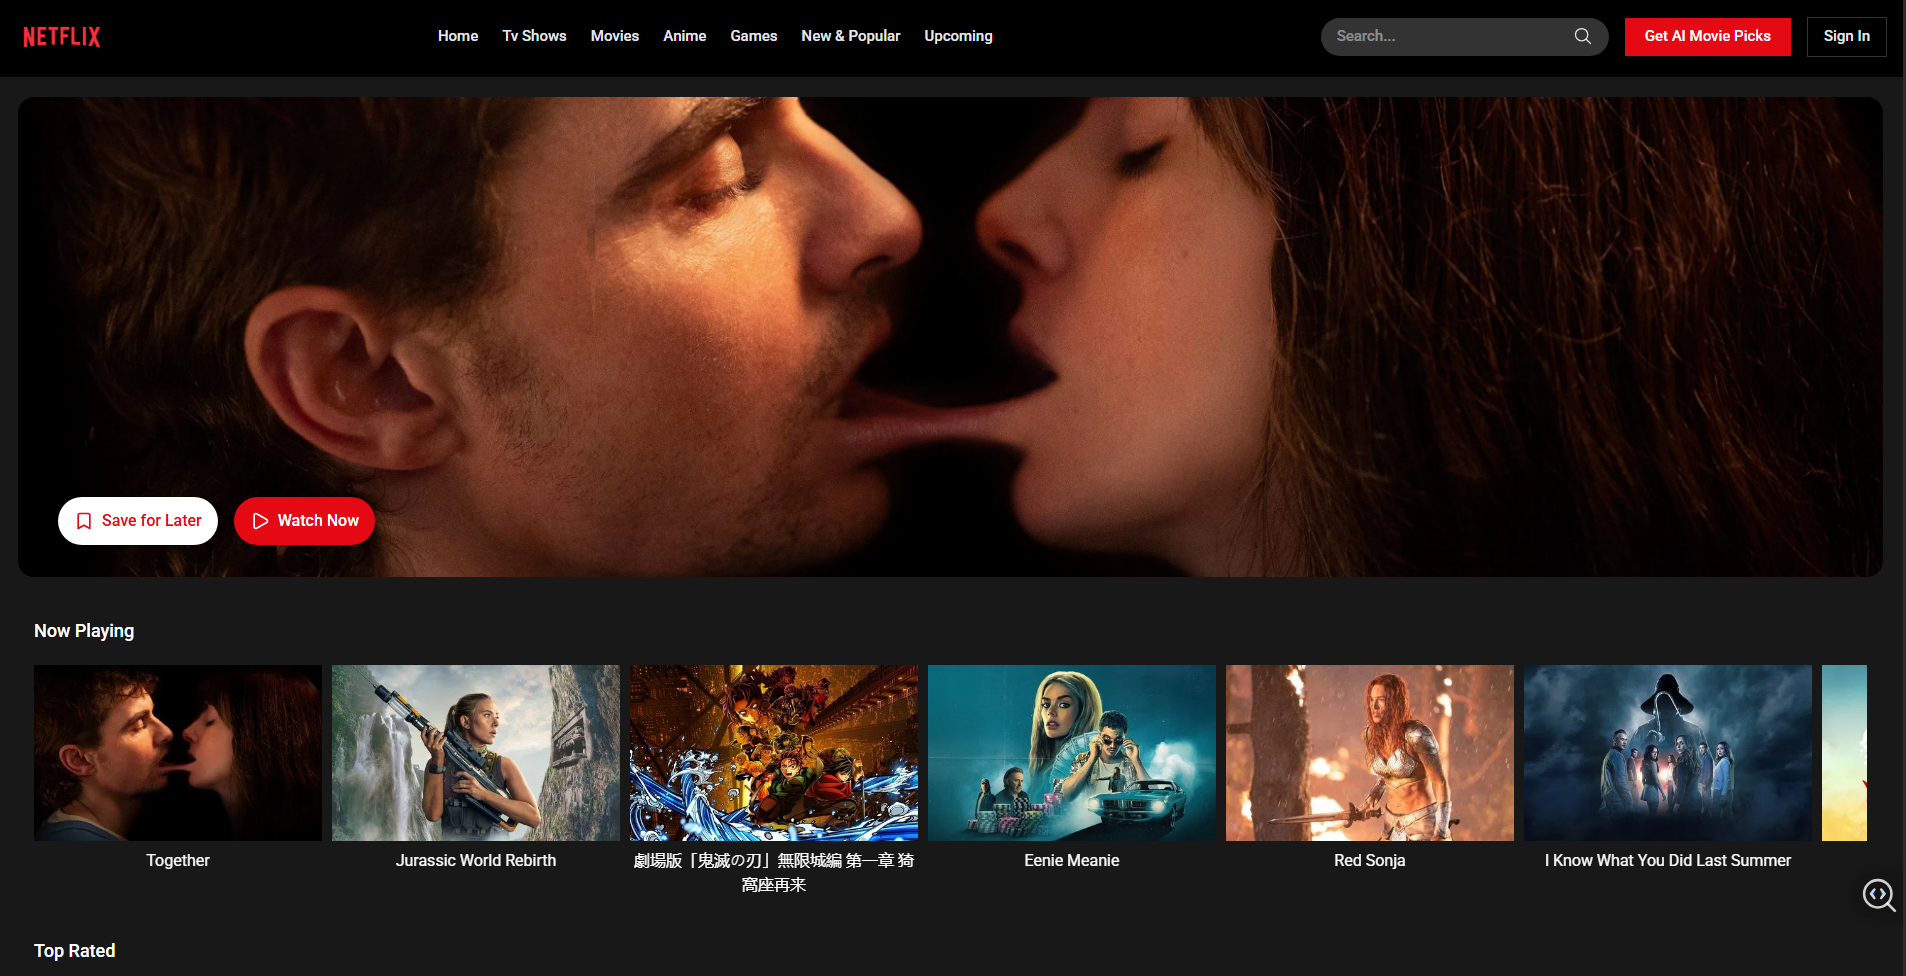 NETFLIX
Home
Tv Shows
Movies
Anime
Games
New & Popular
Upcoming
Search...
Get AI Movie Picks
Sign In
Save for Later
Watch Now
Now Playing
Together
Jurassic World Rebirth
劇場版「鬼滅の刃」無限城編 第一章 猗
窩座再来
Eenie Meanie
Red Sonja
I Know What You Did Last Summer
Top Rated